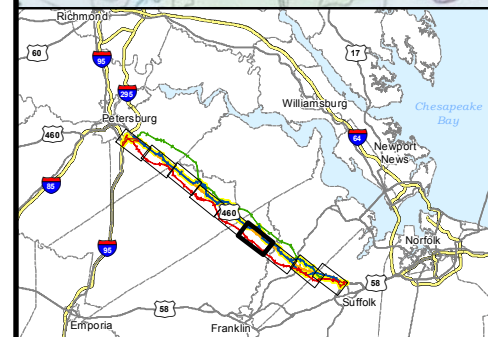 Richmond
60
95
17
295
Williamsburg
Chesapeake
Bay
Petersburg
460
64
Newport
News
85
460
95
Norfolk
58
Suffolk
58
Emporia
Franklin